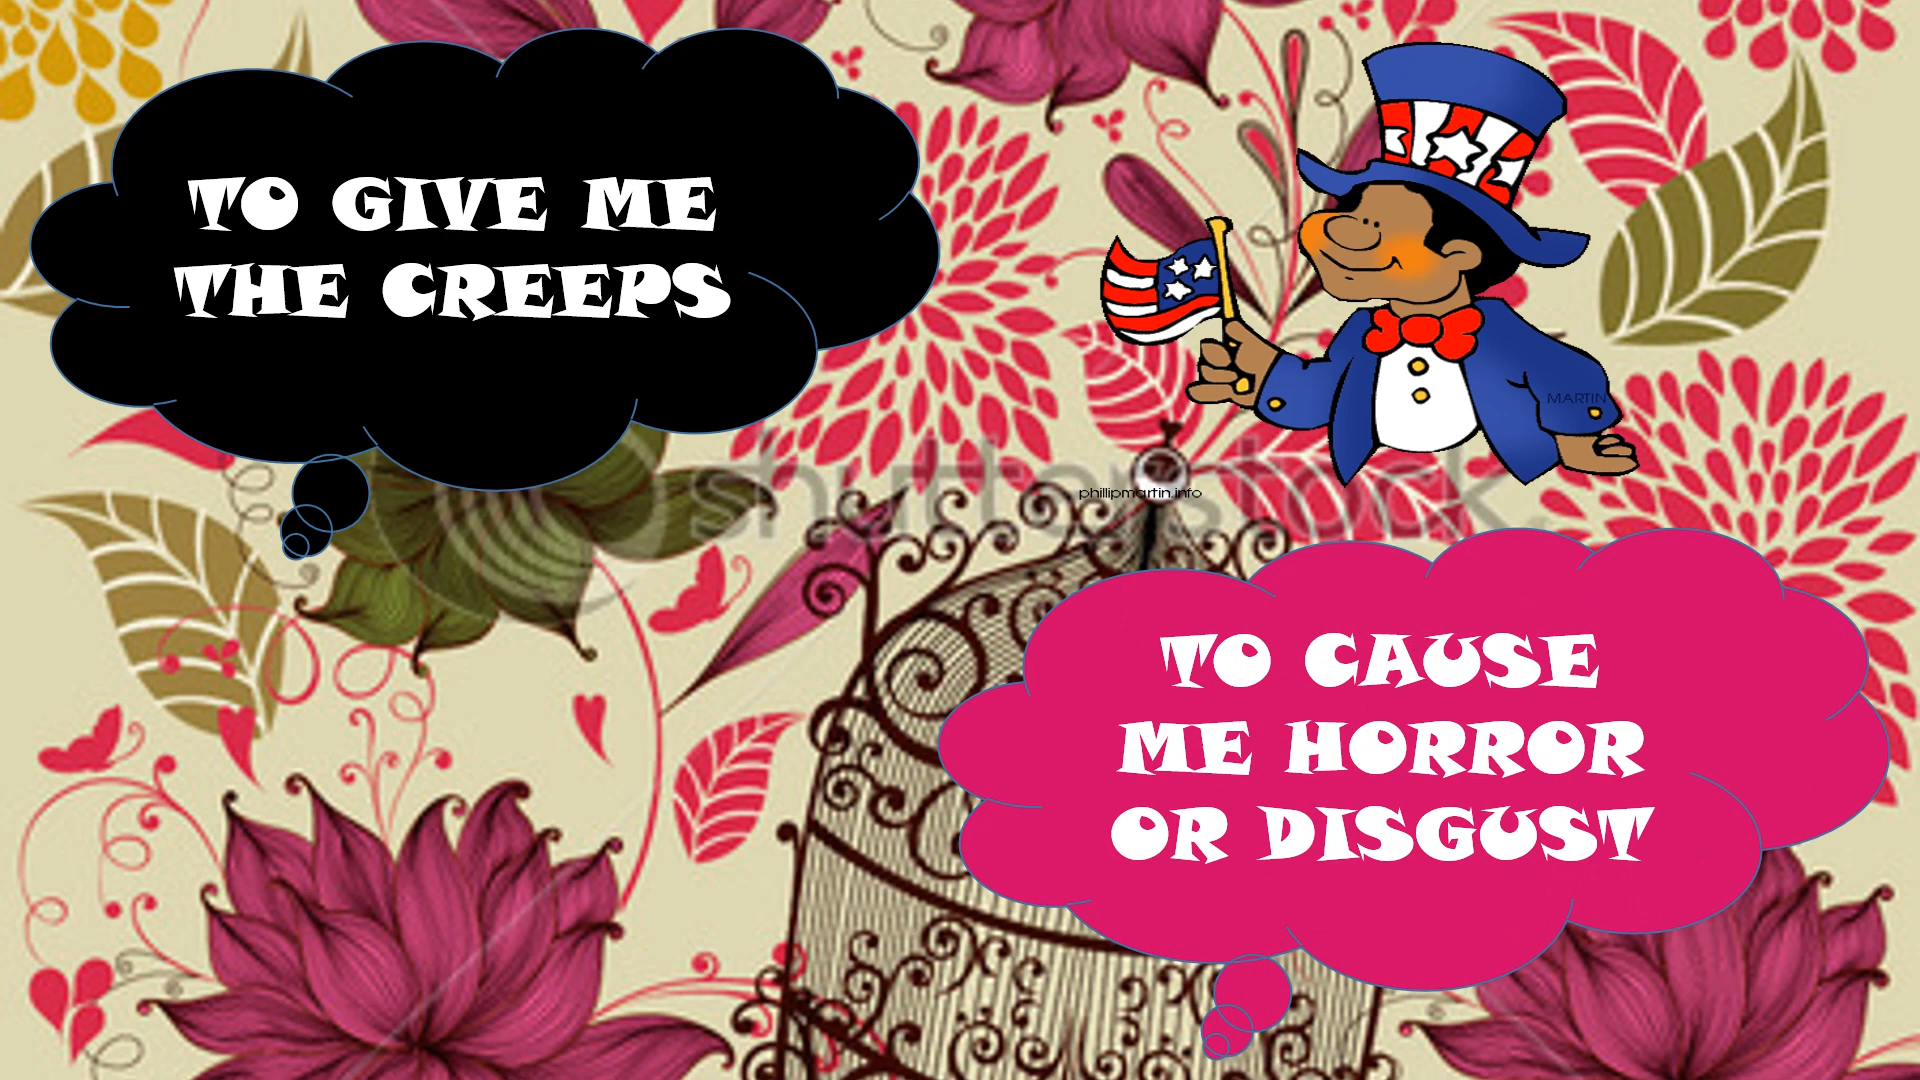 TO GIVE ME
THE CREEPS
MARTIN
phillipmartin.info
shutterstock
TO CAUSE
ME HORROR
OR DISGUST